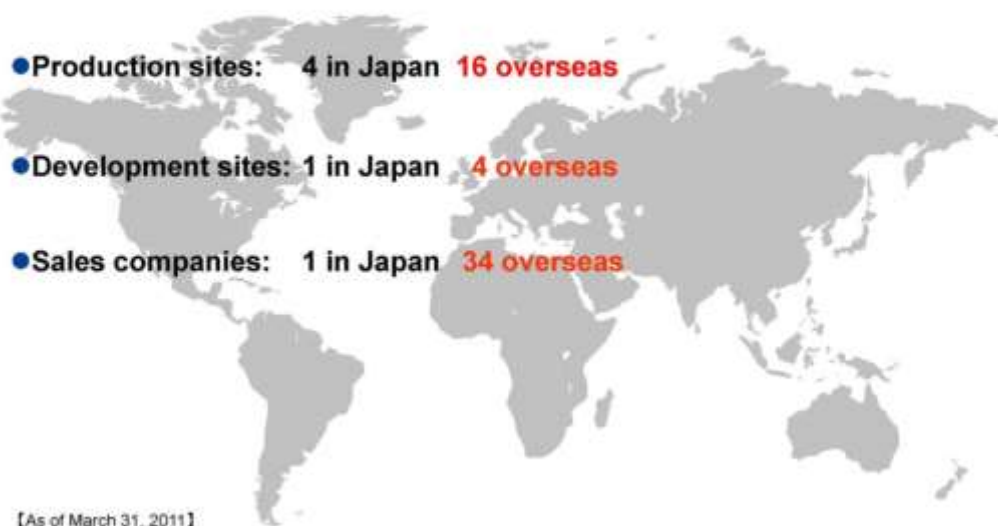 ●Production sites: 4 in Japan 16 overseas
●Development sites: 1 in Japan 4 overseas
●Sales companies: 1 in Japan 34 overseas
【As of March 31, 2011】